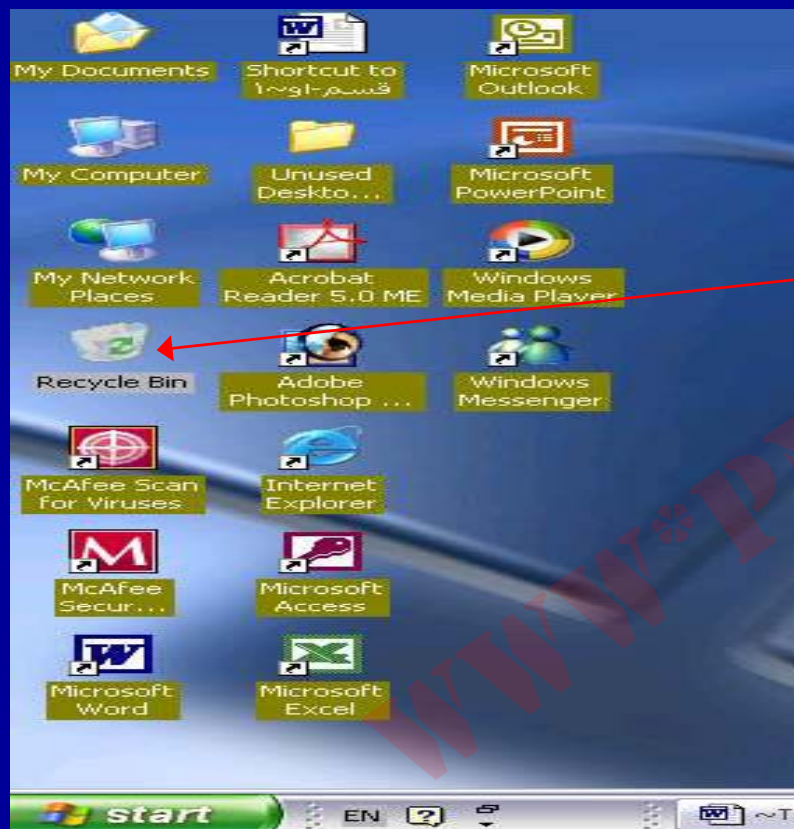 My Documents
Shortcut to
قسم-او~١
Microsoft
Outlook
My Computer
Unused
Deskto...
Microsoft
PowerPoint
My Network
Places
Acrobat
Reader 5.0 ME
Windows
Media Player
Recycle Bin
Adobe
Photoshop ...
Windows
Messenger
McAfee Scan
for Viruses
Internet
Explorer
McAfee
Secur...
Microsoft
Access
Microsoft
Word
Microsoft
Excel
start
EN
~T